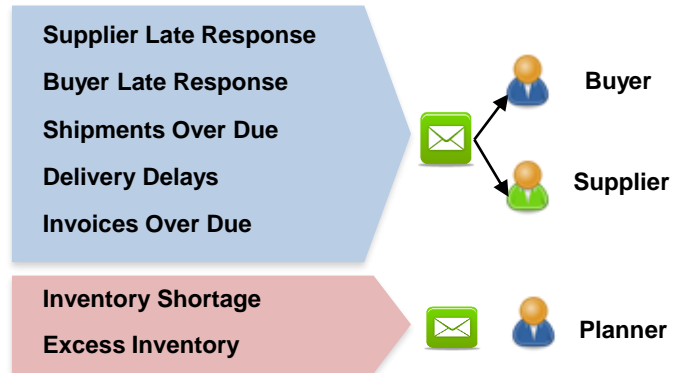 Supplier Late Response
Buyer Late Response
Shipments Over Due
Delivery Delays
Invoices Over Due
Buyer
Supplier
Inventory Shortage
Excess Inventory
Planner